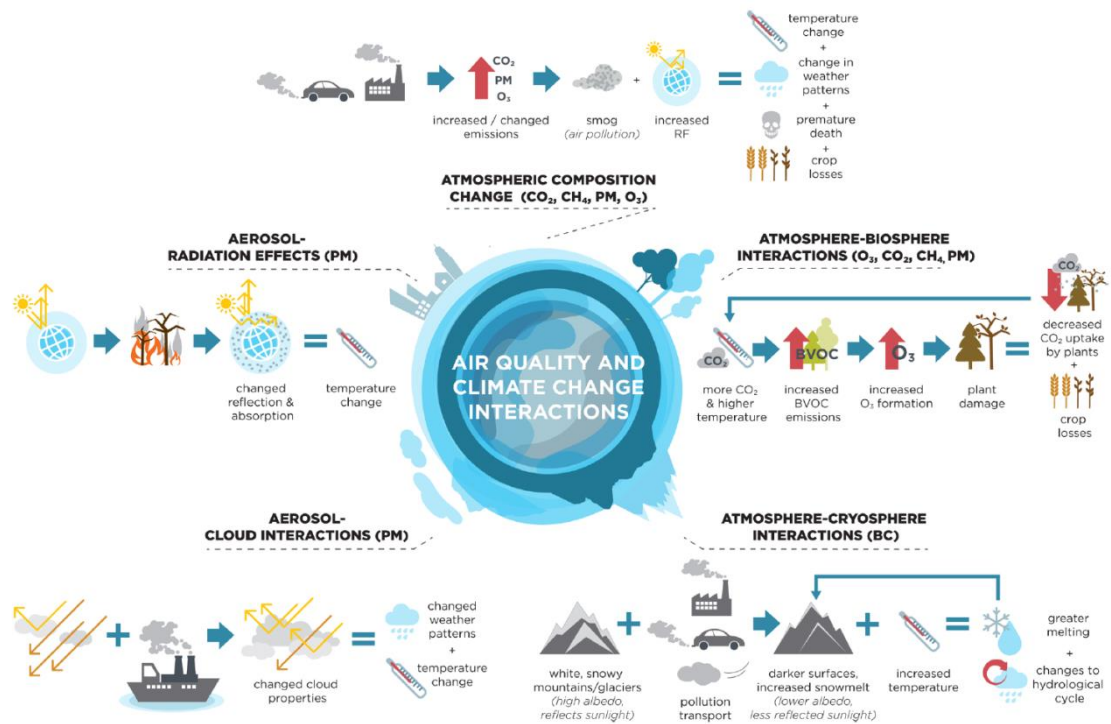 CO₂
PM
O₃
increased / changed
emissions
smog
(air pollution)
increased
RF
temperature
change
+
change in
weather
patterns
+
premature
death
+
crop
losses
ATMOSPHERIC COMPOSITION
CHANGE (CO₂, CH₄, PM, O₃)
AEROSOL-
RADIATION EFFECTS (PM)
changed
reflection &
absorption
temperature
change
ATMOSPHERE-BIOSPHERE
INTERACTIONS (O₃, CO₂, CH₄, PM)
CO₂
more CO₂
& higher
temperature
BVOC
increased
BVOC
emissions
O₃
increased
O₃ formation
plant
damage
CO₂
decreased
CO₂ uptake
by plants
+
crop
losses
AIR QUALITY AND
CLIMATE CHANGE
INTERACTIONS
AEROSOL-
CLOUD INTERACTIONS (PM)
changed cloud
properties
changed
weather
patterns
+
temperature
change
ATMOSPHERE-CRYOSPHERE
INTERACTIONS (BC)
white, snowy
mountains/glaciers
(high albedo,
reflects sunlight)
pollution
transport
darker surfaces,
increased snowmelt
(lower albedo,
less reflected sunlight)
increased
temperature
greater
melting
+
changes to
hydrological
cycle